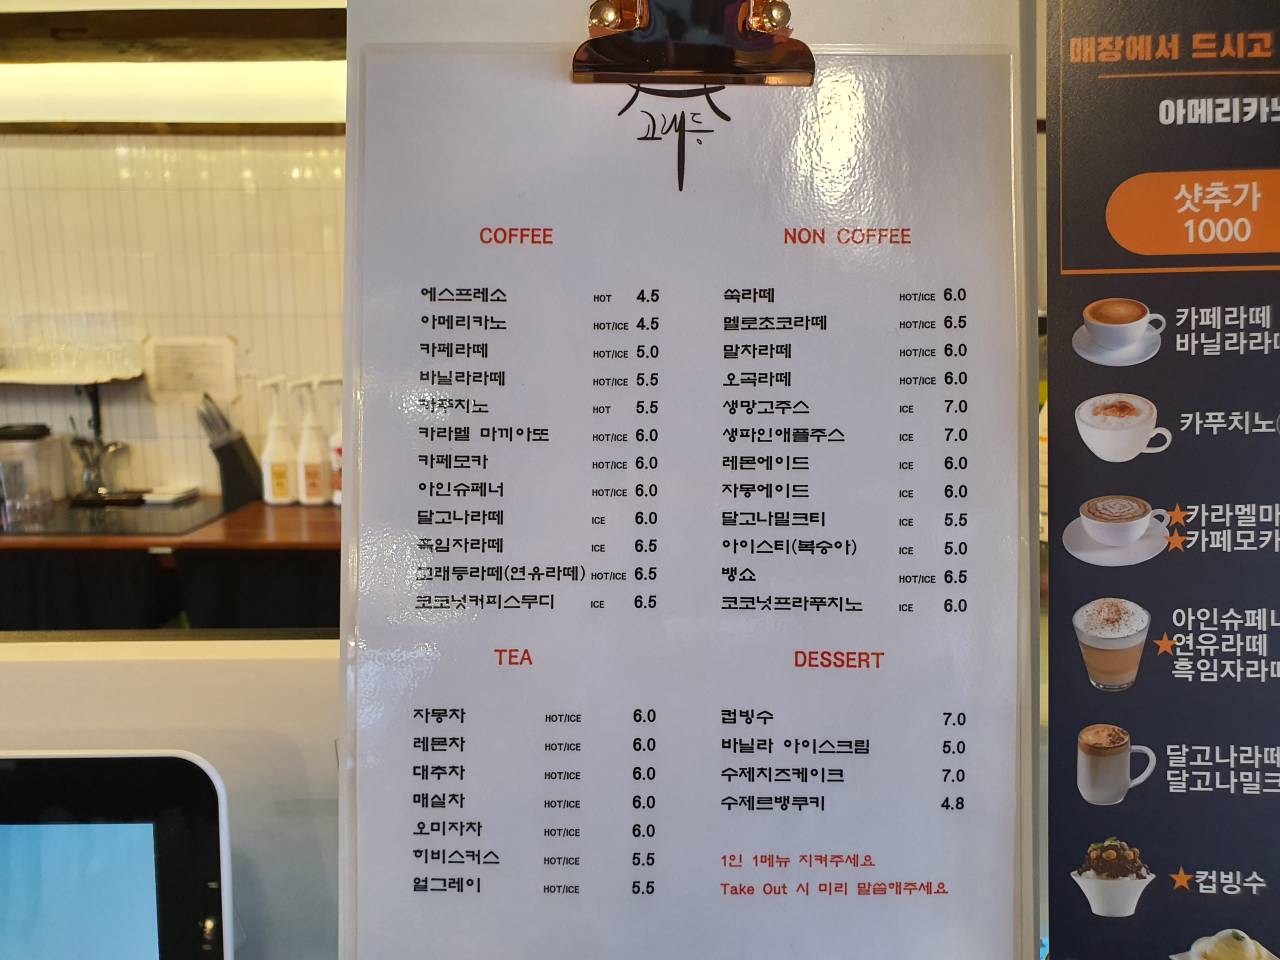 고래등
COFFEE
에스프레소 HOT 4.5
아메리카노 HOT/ICE 4.5
카페라떼 HOT/ICE 5.0
바닐라라떼 HOT/ICE 5.5
카푸치노 HOT 5.5
카라멜 마끼아또 HOT/ICE 6.0
카페모카 HOT/ICE 6.0
아인슈페너 HOT/ICE 6.0
달고나라떼 ICE 6.0
흑임자라떼 ICE 6.5
고래등라떼(연유라떼) HOT/ICE 6.5
코코넛커피스무디 ICE 6.5
NON COFFEE
쑥라떼 HOT/ICE 6.0
멜로초코라떼 HOT/ICE 6.5
말차라떼 HOT/ICE 6.0
오곡라떼 HOT/ICE 6.0
생망고주스 ICE 7.0
생파인애플주스 ICE 7.0
레몬에이드 ICE 6.0
자몽에이드 ICE 6.0
달고나밀크티 ICE 5.5
아이스티(복숭아) ICE 5.0
뱅쇼 HOT/ICE 6.5
코코넛프라푸치노 ICE 6.0
TEA
자몽차 HOT/ICE 6.0
레몬차 HOT/ICE 6.0
대추차 HOT/ICE 6.0
매실차 HOT/ICE 6.0
오미자차 HOT/ICE 6.0
히비스커스 HOT/ICE 5.5
얼그레이 HOT/ICE 5.5
DESSERT
컵빙수 7.0
바닐라 아이스크림 5.0
수제치즈케이크 7.0
수제르뱅쿠키 4.8
1인 1메뉴 지켜주세요
Take Out 시 미리 말씀해주세요
매장에서 드시고
아메리카노
샷추가
1000
카페라떼
바닐라라떼
카푸치노
★카라멜마
★카페모카
아인슈페너
★연유라떼
흑임자라떼
달고나라떼
달고나밀크
★컵빙수